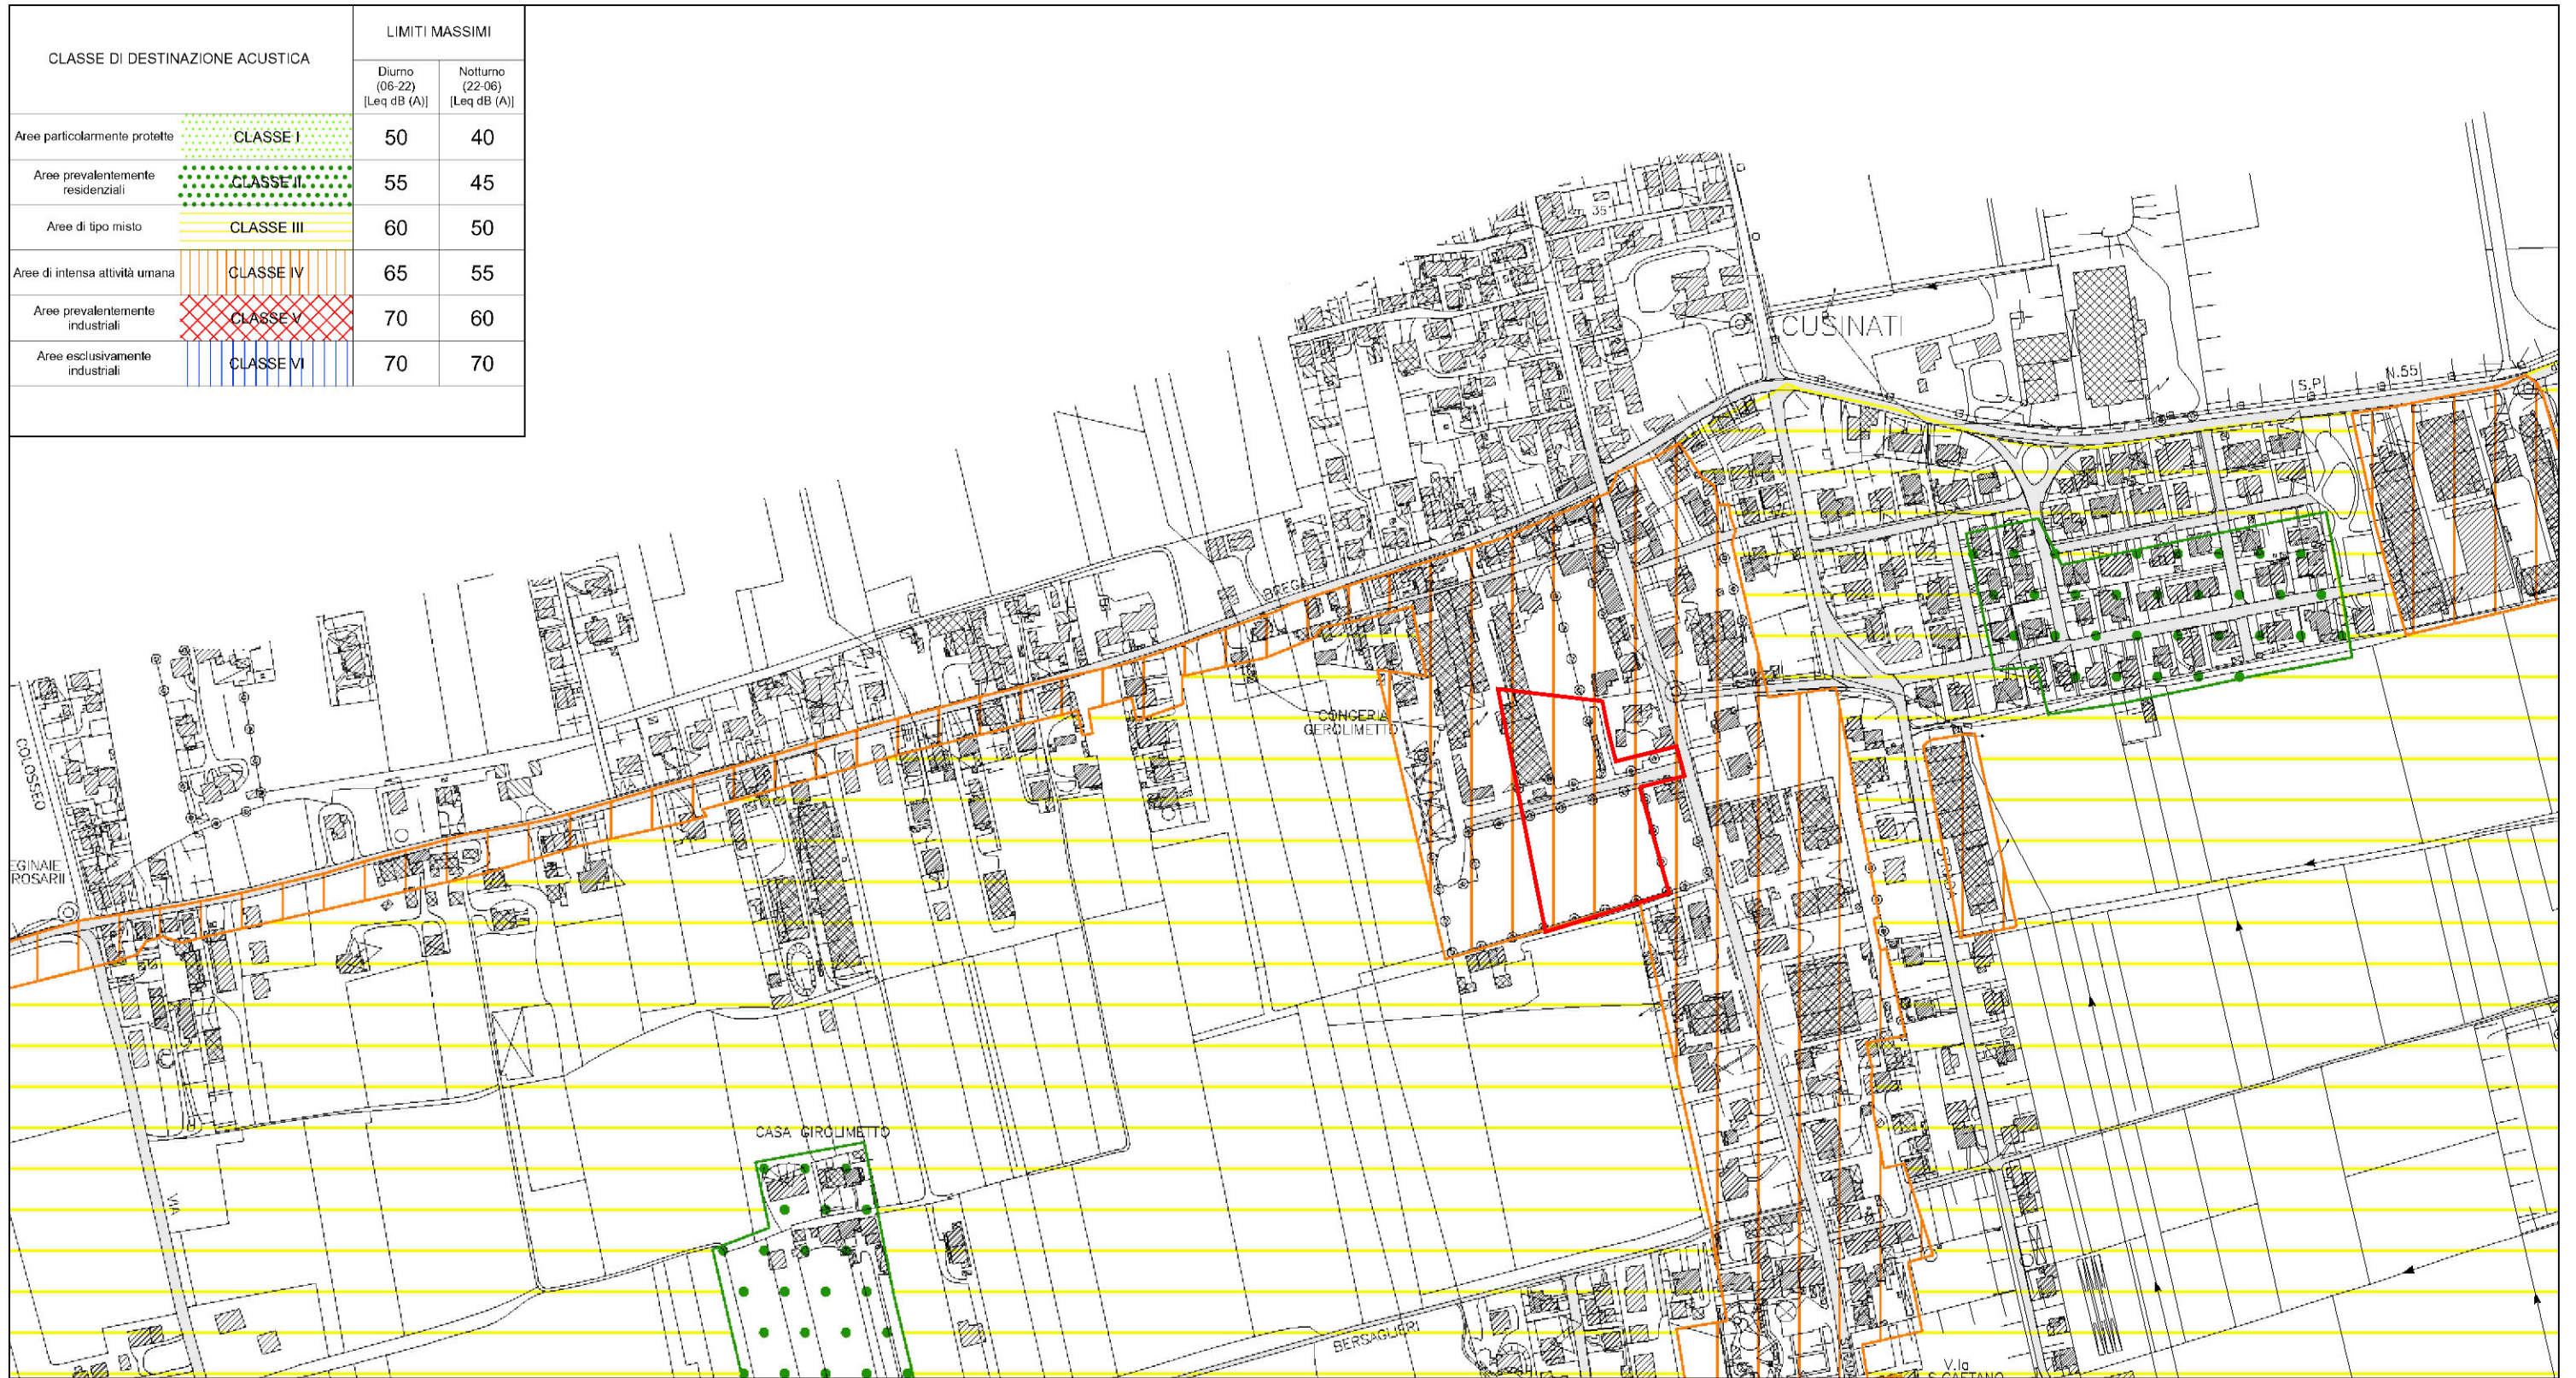 CLASSE DI DESTINAZIONE ACUSTICA
LIMITI MASSIMI
Diurno
(06-22)
[Leq dB (A)]
Notturno
(22-06)
[Leq dB (A)]
Aree particolarmente protette
CLASSE I
50
40
Aree prevalentemente
residenziali
CLASSE II
55
45
Aree di tipo misto
CLASSE III
60
50
Aree di intensa attività umana
CLASSE IV
65
55
Aree prevalentemente
industriali
CLASSE V
70
60
Aree esclusivamente
industriali
CLASSE VI
70
70
CUSINATI
S.P.
N.55
BREGA
CONCERIA
GEROLIMETTO
COLOSSEO
EGINAIE
ROSARII
CASA GIROLIMETTO
VIA
BERSAGLIERI
V.la
S.GAETANO